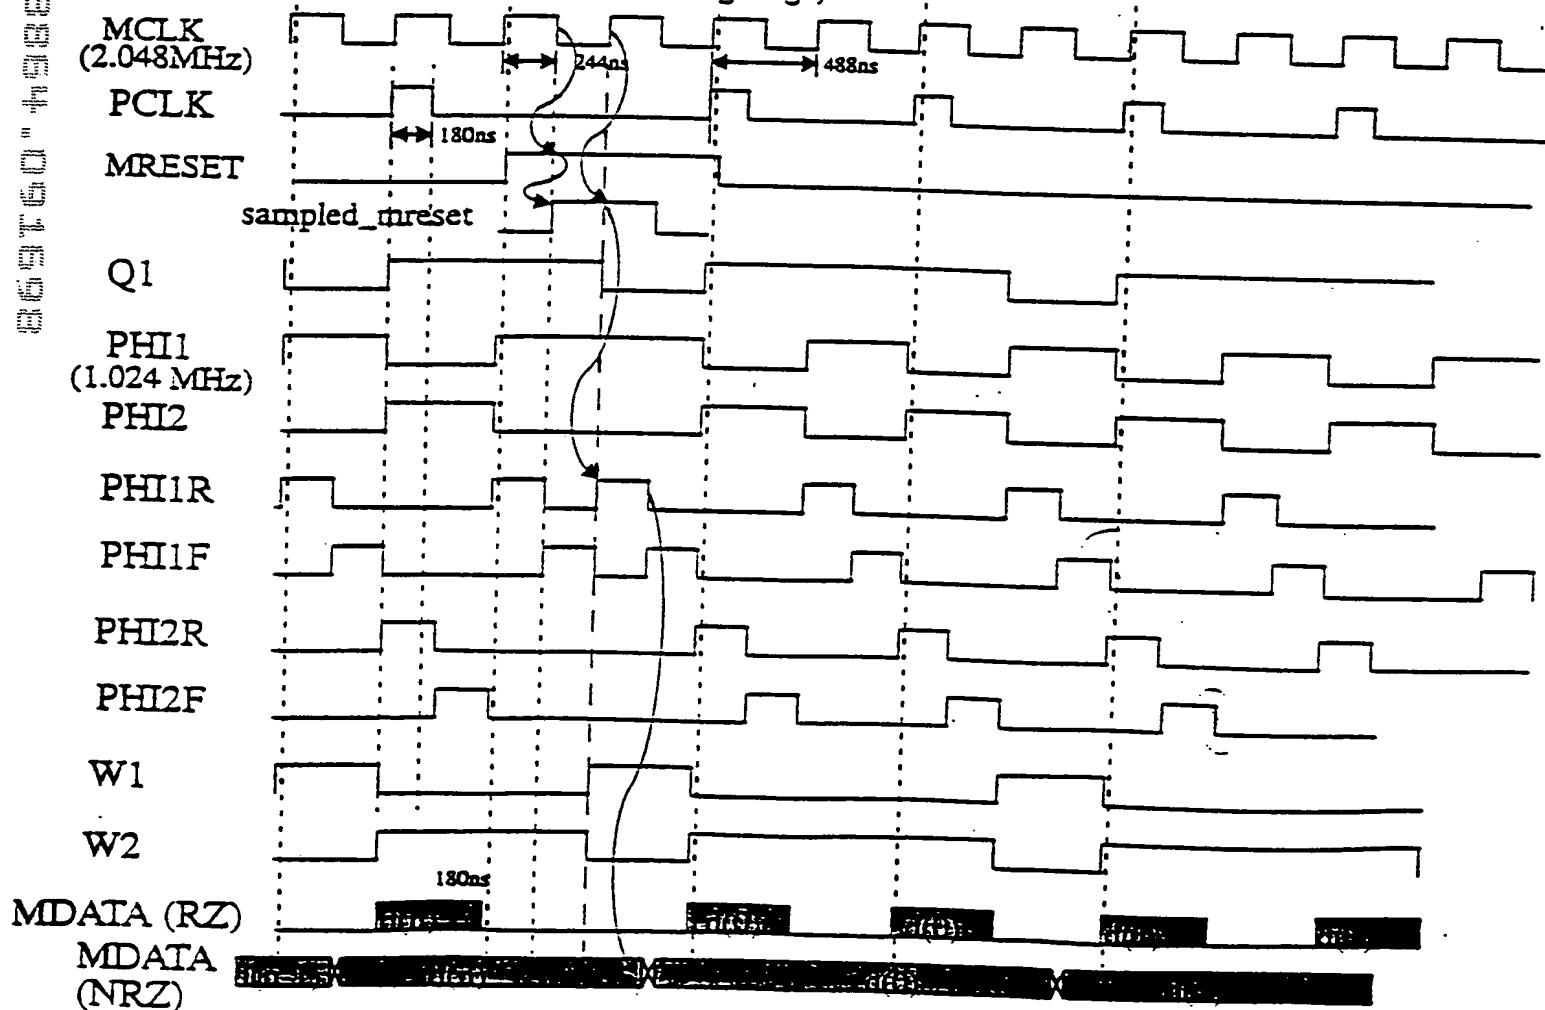 MCLK
(2.048MHz)
244ns
488ns
PCLK
180ns
MRESET
sampled_mreset
Q1
PHI1
(1.024 MHz)
PHI2
PHI1R
PHI1F
PHI2R
PHI2F
W1
W2
180ns
MDATA (RZ)
MDATA
(NRZ)